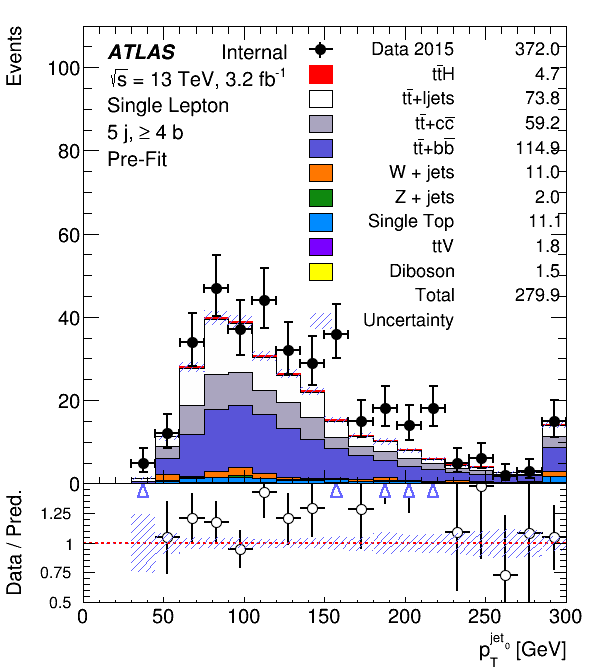 Events
ATLAS Internal
√s = 13 TeV, 3.2 fb⁻¹
Single Lepton
5 j, ≥ 4 b
Pre-Fit
Data 2015 372.0
tt̄H 4.7
tt̄+ljets 73.8
tt̄+cc̄ 59.2
tt̄+bb̄ 114.9
W + jets 11.0
Z + jets 2.0
Single Top 11.1
ttV 1.8
Diboson 1.5
Total 279.9
Uncertainty
100
80
60
40
20
0
Data / Pred.
1.25
1
0.75
0.5
0 50 100 150 200 250 300
p_T^{jet_0} [GeV]